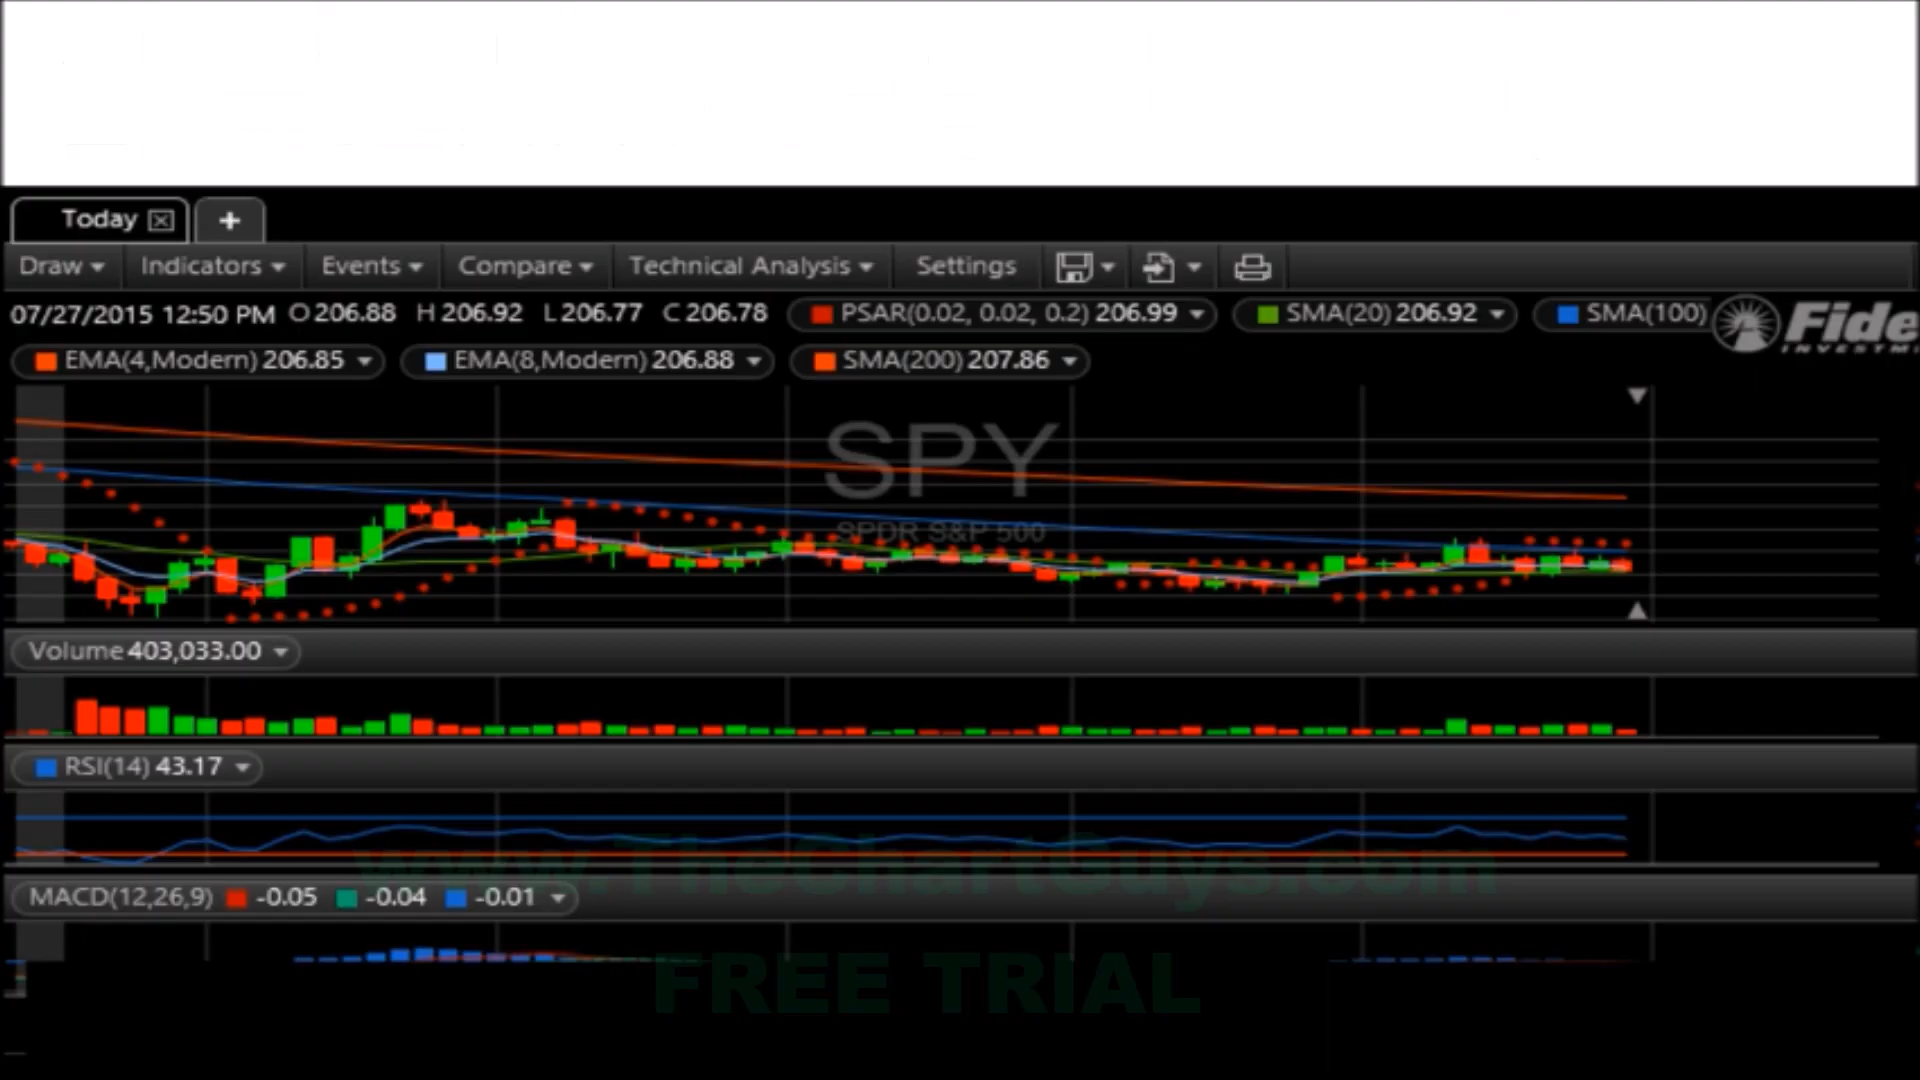 Today
Draw Indicators Events Compare Technical Analysis Settings
07/27/2015 12:50 PM O 206.88 H 206.92 L 206.77 C 206.78 PSAR(0.02, 0.02, 0.2) 206.99 SMA(20) 206.92 SMA(100) Fide
INVESTM
EMA(4,Modern) 206.85 EMA(8,Modern) 206.88 SMA(200) 207.86
SPY
SPDR S&P 500
Volume 403,033.00
RSI(14) 43.17
www.TheChartGuys.com
MACD(12,26,9) -0.05 -0.04 -0.01
FREE TRIAL